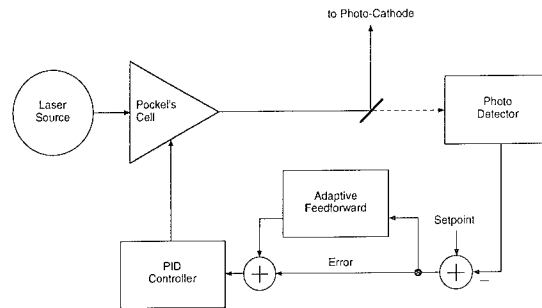 to Photo-Cathode
Laser
Source
Pockel's
Cell
Photo
Detector
Adaptive
Feedforward
Setpoint
PID
Controller
Error
+
+
−